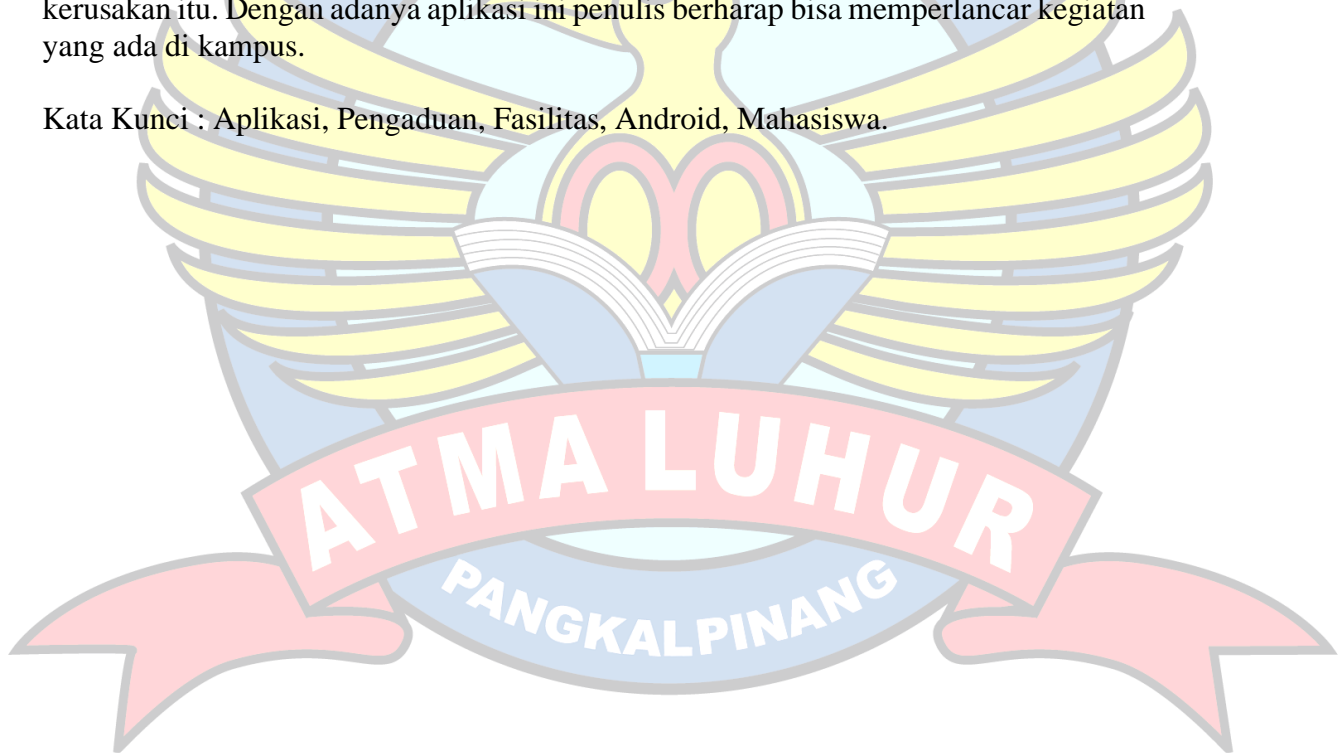 kerusakan itu. Dengan adanya aplikasi ini penulis berharap bisa memperlancar kegiatan
yang ada di kampus.
Kata Kunci : Aplikasi, Pengaduan, Fasilitas, Android, Mahasiswa.
ATMA LUHUR
PANGKALPINANG